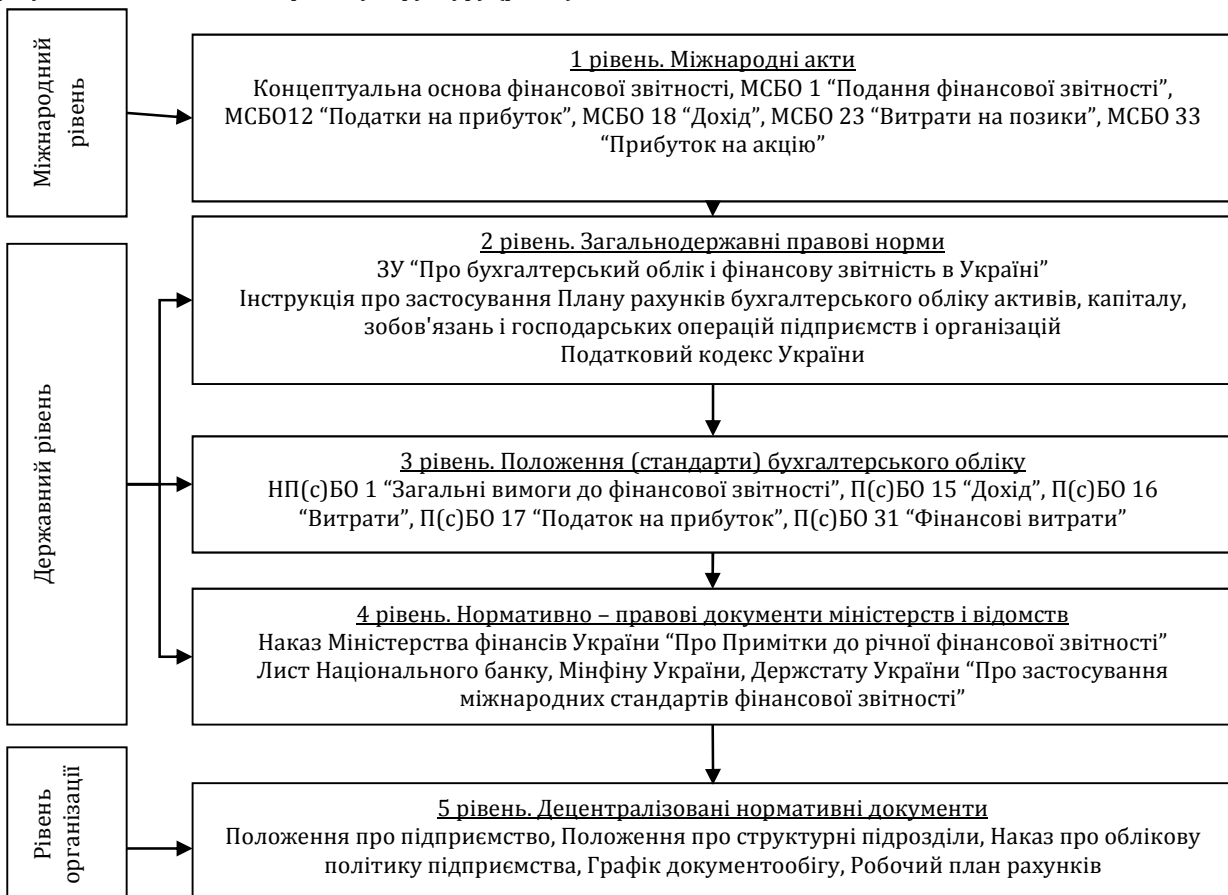 Міжнародний
рівень
1 рівень. Міжнародні акти
Концептуальна основа фінансової звітності, МСБО 1 “Подання фінансової звітності”,
МСБО12 “Податки на прибуток”, МСБО 18 “Дохід”, МСБО 23 “Витрати на позики”, МСБО 33
“Прибуток на акцію”
Державний рівень
2 рівень. Загальнодержавні правові норми
ЗУ “Про бухгалтерський облік і фінансову звітність в Україні”
Інструкція про застосування Плану рахунків бухгалтерського обліку активів, капіталу,
зобов'язань і господарських операцій підприємств і організацій
Податковий кодекс України
3 рівень. Положення (стандарти) бухгалтерського обліку
НП(с)БО 1 “Загальні вимоги до фінансової звітності”, П(с)БО 15 “Дохід”, П(с)БО 16
“Витрати”, П(с)БО 17 “Податок на прибуток”, П(с)БО 31 “Фінансові витрати”
4 рівень. Нормативно – правові документи міністерств і відомств
Наказ Міністерства фінансів України “Про Примітки до річної фінансової звітності”
Лист Національного банку, Мінфіну України, Держстату України “Про застосування
міжнародних стандартів фінансової звітності”
Рівень
організації
5 рівень. Децентралізовані нормативні документи
Положення про підприємство, Положення про структурні підрозділи, Наказ про облікову
політику підприємства, Графік документообігу, Робочий план рахунків